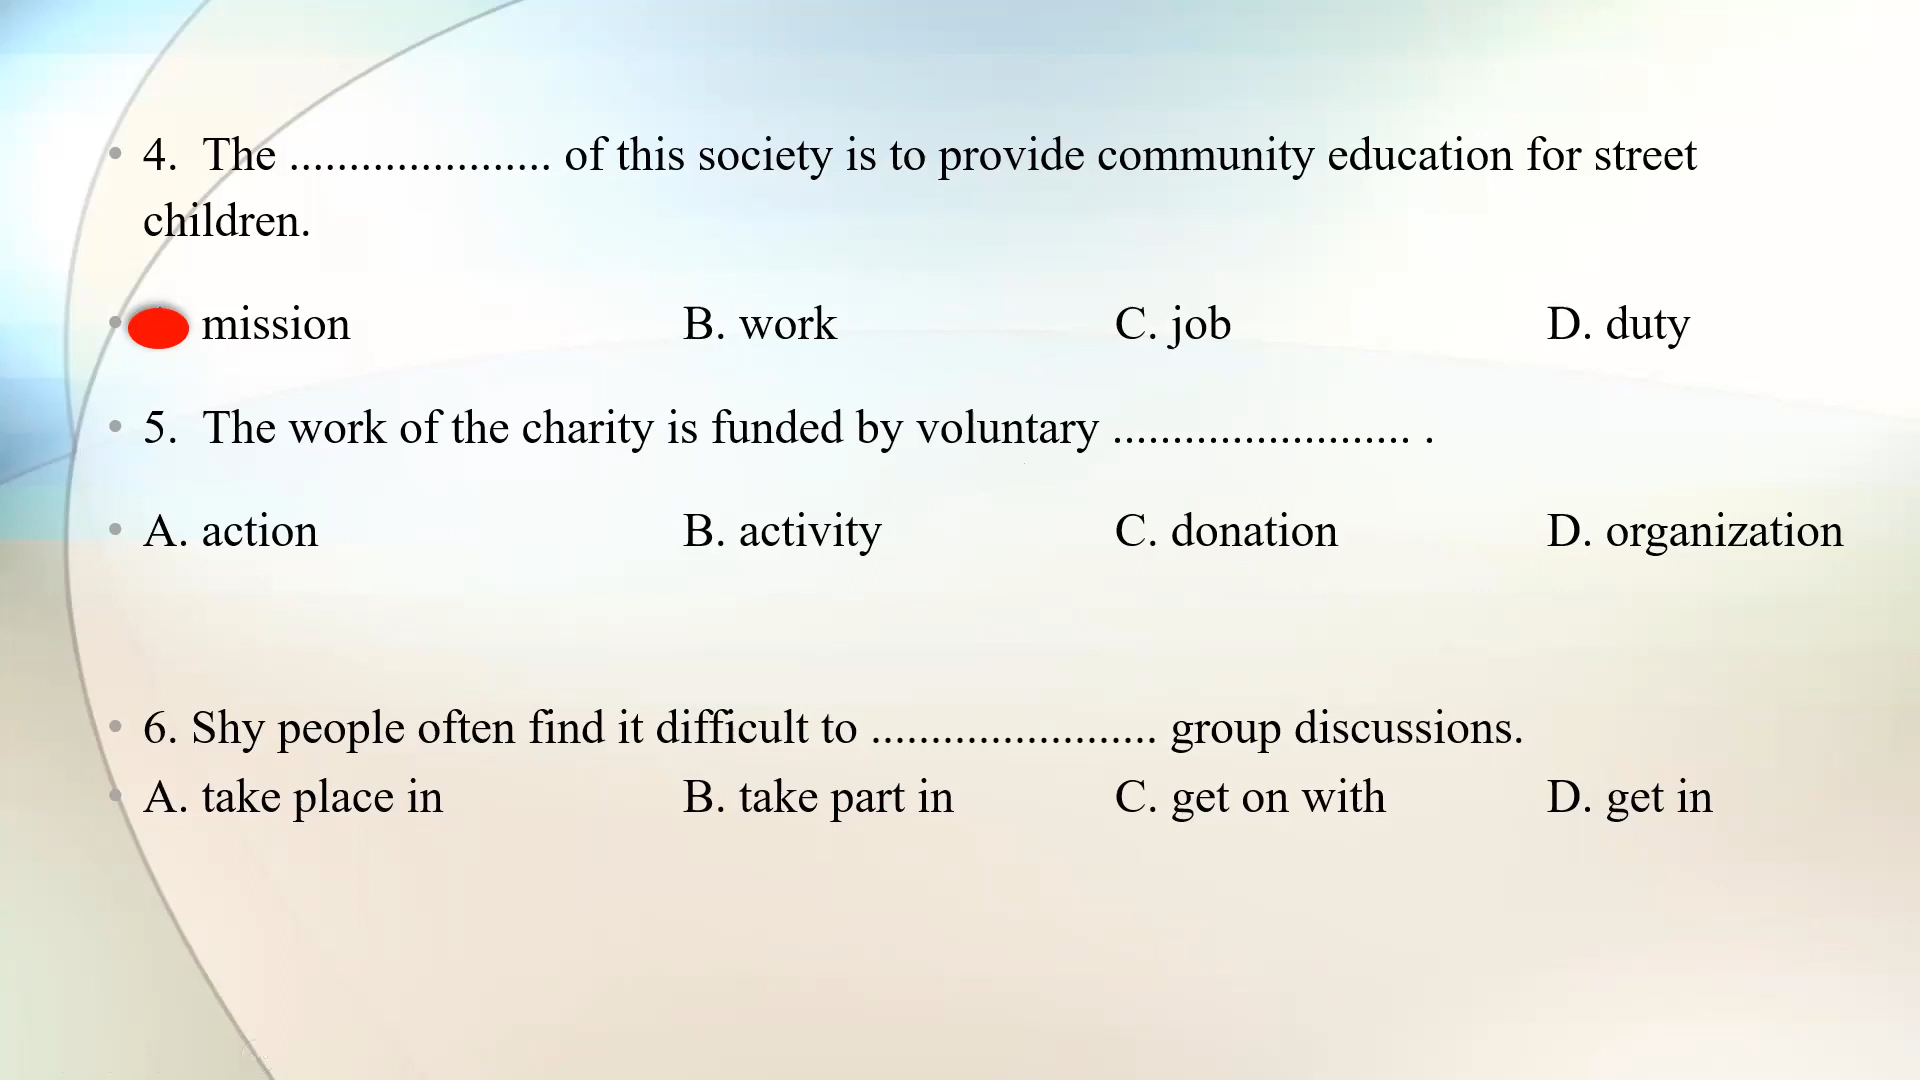 4. The ...................... of this society is to provide community education for street
children.
mission B. work C. job D. duty
5. The work of the charity is funded by voluntary ......................... .
A. action B. activity C. donation D. organization
6. Shy people often find it difficult to ........................ group discussions.
A. take place in B. take part in C. get on with D. get in